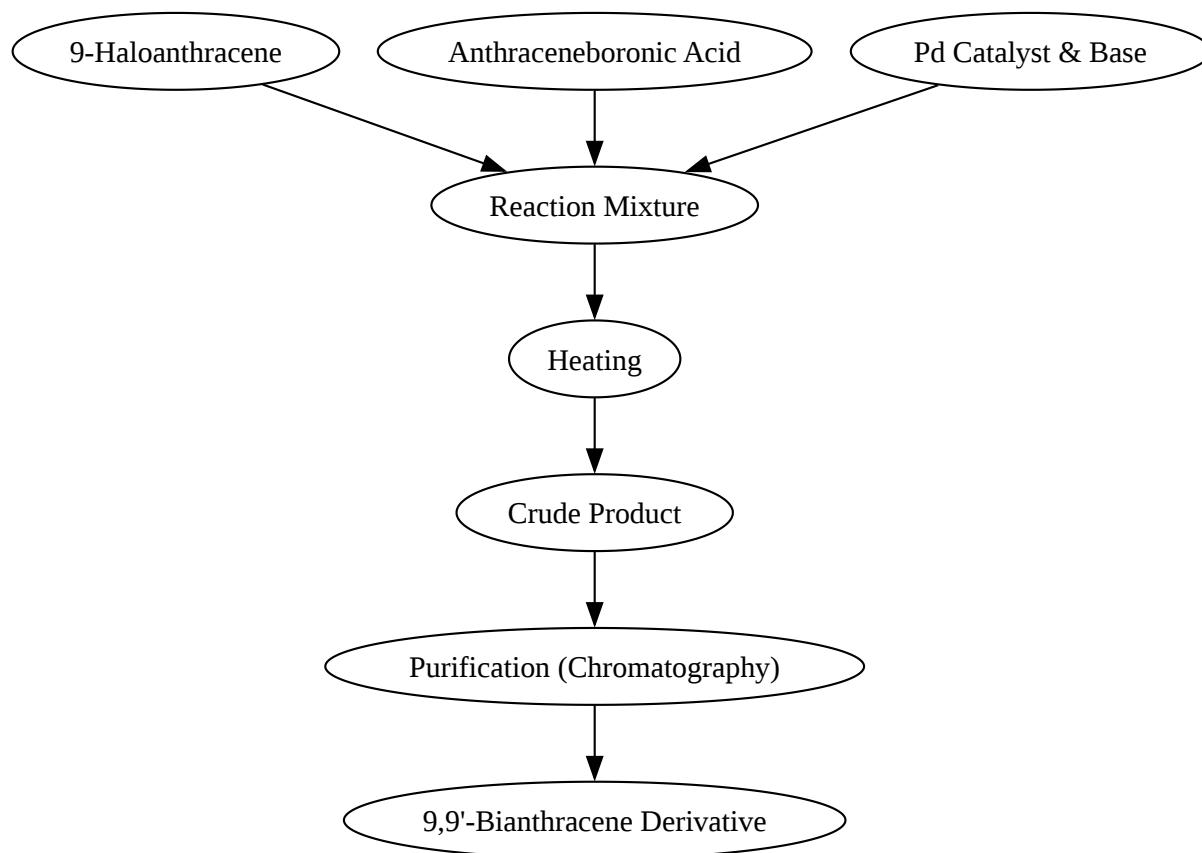 9-Haloanthracene
Anthraceneboronic Acid
Pd Catalyst & Base
Reaction Mixture
Heating
Crude Product
Purification (Chromatography)
9,9'-Bianthracene Derivative